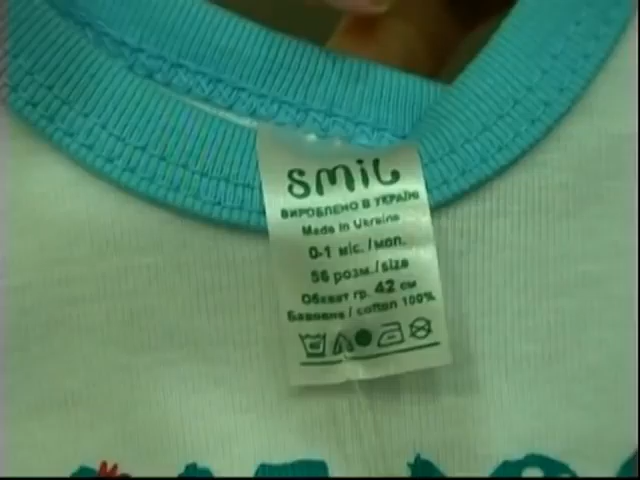 smil
ВИРОБЛЕНО В УКРАЇНІ
Made in Ukraine
0-1 міс. / мол.
56 розм. / size
Обхват гр. 42 см
Бавовна / cotton 100%